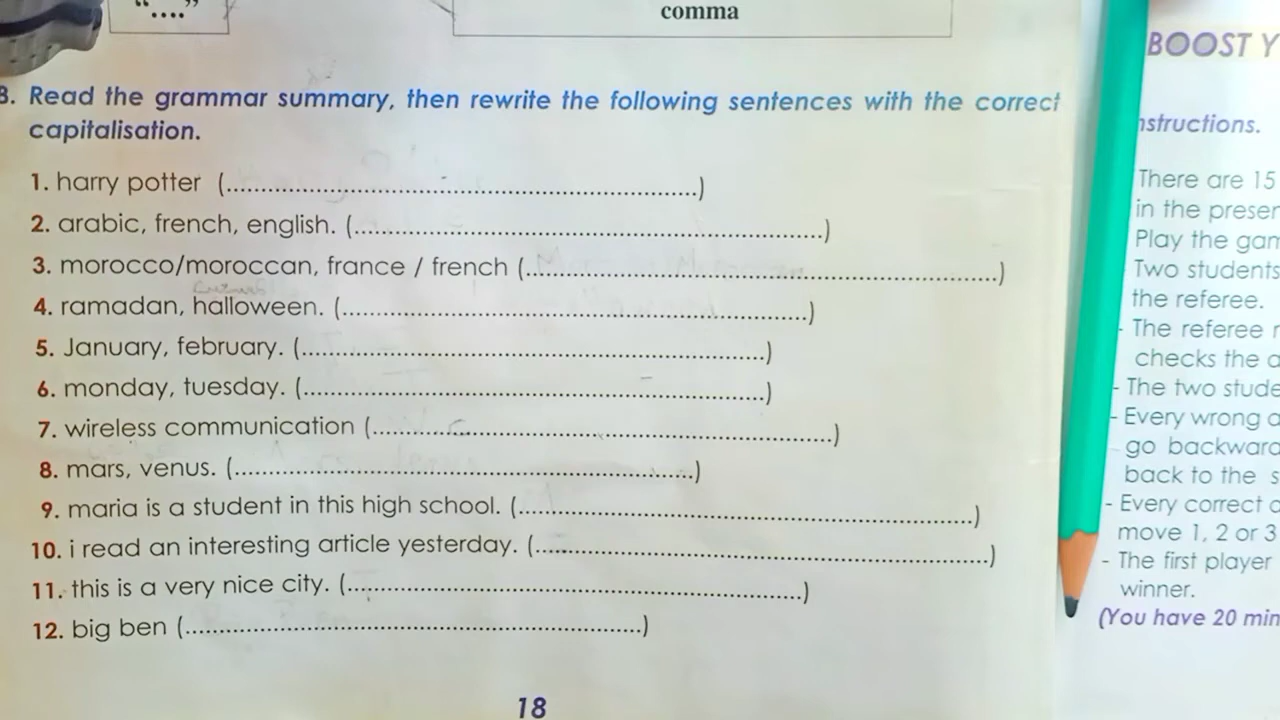 “....”
comma
B. Read the grammar summary, then rewrite the following sentences with the correct
capitalisation.
1. harry potter (....................)
2. arabic, french, english. (....................)
3. morocco/moroccan, france / french (....................)
4. ramadan, halloween. (....................)
5. January, february. (....................)
6. monday, tuesday. (....................)
7. wireless communication (....................)
8. mars, venus. (....................)
9. maria is a student in this high school. (....................)
10. i read an interesting article yesterday. (....................)
11. this is a very nice city. (....................)
12. big ben (....................)
18
BOOST Y
nstructions.
There are 15
in the presen
Play the gam
Two students
the referee.
- The referee r
checks the a
- The two stude
- Every wrong a
go backward
back to the s
- Every correct a
move 1, 2 or 3
- The first player
winner.
(You have 20 min